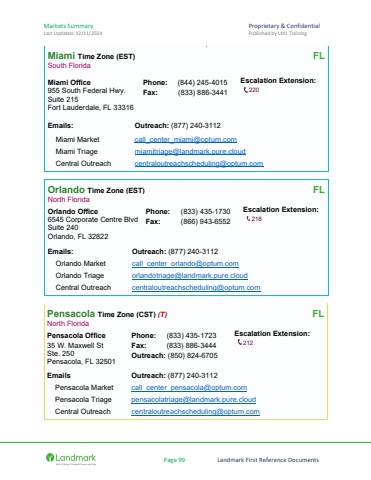 Markets Summary Proprietary & Confidential
Last Updated: 12/11/2024 Published by LM1 Training
Miami Time Zone (EST) FL
South Florida
Miami Office Phone: (844) 245-4015 Escalation Extension:
955 South Federal Hwy. Fax: (833) 886-3441 220
Suite 215
Fort Lauderdale, FL 33316
Emails: Outreach: (877) 240-3112
Miami Market call_center_miami@optum.com
Miami Triage miamitriage@landmark.pure.cloud
Central Outreach centraloutreachscheduling@optum.com
Orlando Time Zone (EST) FL
North Florida
Orlando Office Phone: (833) 435-1730 Escalation Extension:
6545 Corporate Centre Blvd Fax: (866) 943-6552 218
Suite 240
Orlando, FL 32822
Emails: Outreach: (877) 240-3112
Orlando Market call_center_orlando@optum.com
Orlando Triage orlandotriage@landmark.pure.cloud
Central Outreach centraloutreachscheduling@optum.com
Pensacola Time Zone (CST) (T) FL
North Florida
Pensacola Office Phone: (833) 435-1723 Escalation Extension:
35 W. Maxwell St Fax: (833) 886-3444 212
Ste. 250 Outreach: (850) 824-6705
Pensacola, FL 32501
Emails Outreach: (877) 240-3112
Pensacola Market call_center_pensacola@optum.com
Pensacola Triage pensacolatriage@landmark.pure.cloud
Central Outreach centraloutreachscheduling@optum.com
Landmark Page 99 Landmark First Reference Documents